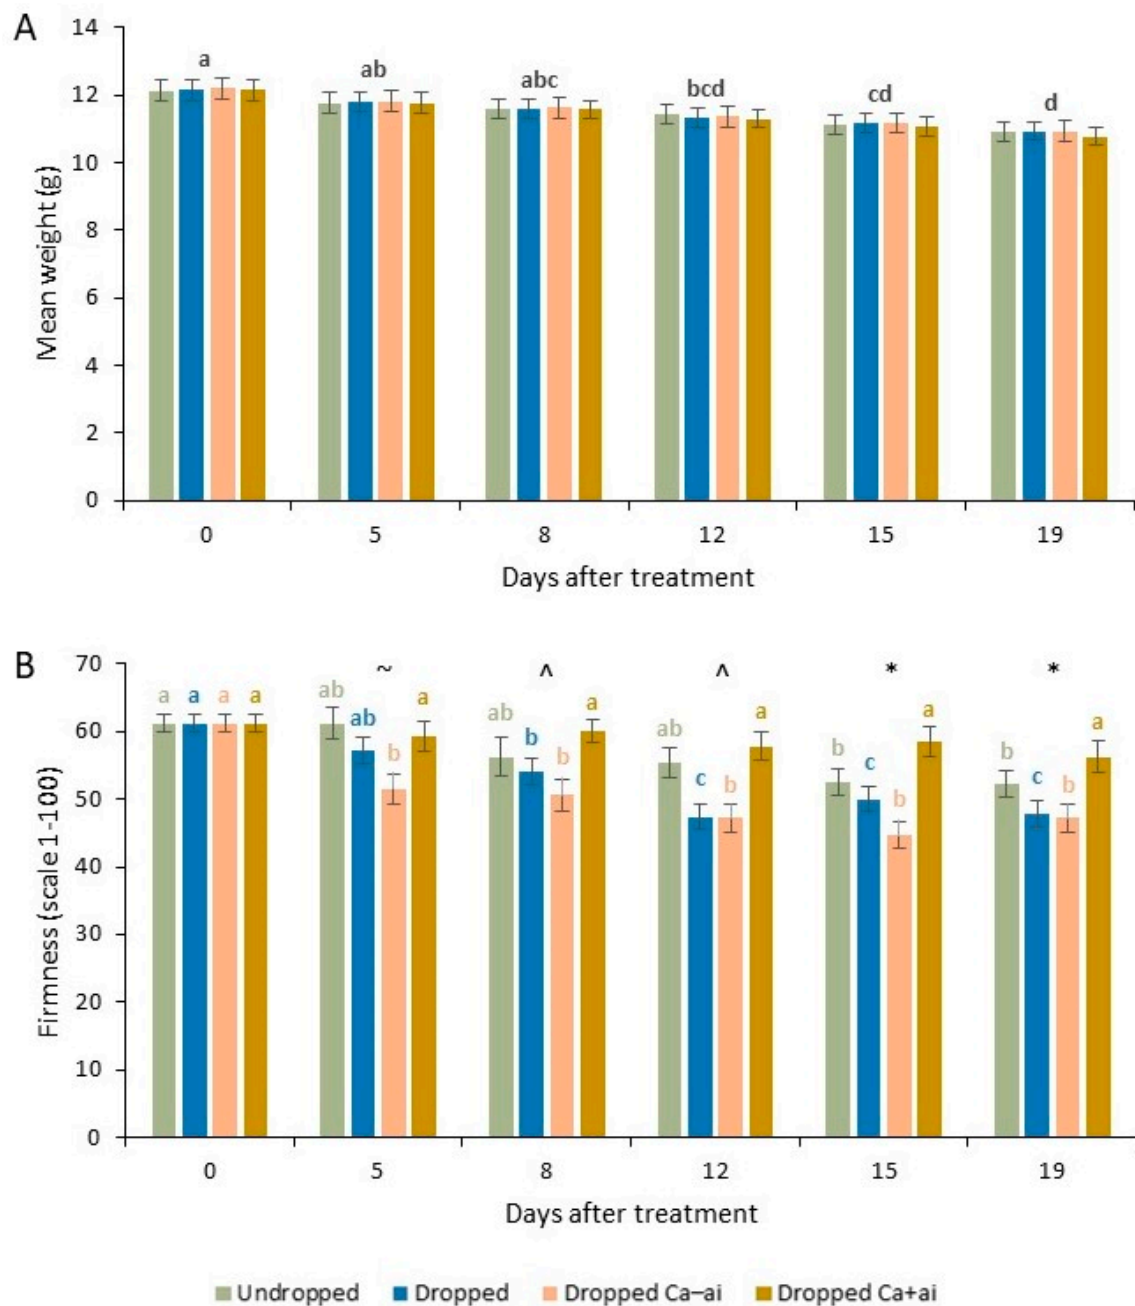 A
14
12
10
8
6
4
2
0
Mean weight (g)
a ab abc bcd cd d
0 5 8 12 15 19
Days after treatment
B
70
60
50
40
30
20
10
0
Firmness (scale 1-100)
~ ^ ^ * *
a a a a ab ab b a ab b b a ab c b a b c b a b c b a
0 5 8 12 15 19
Days after treatment
Undropped Dropped Dropped Ca–ai Dropped Ca+ai